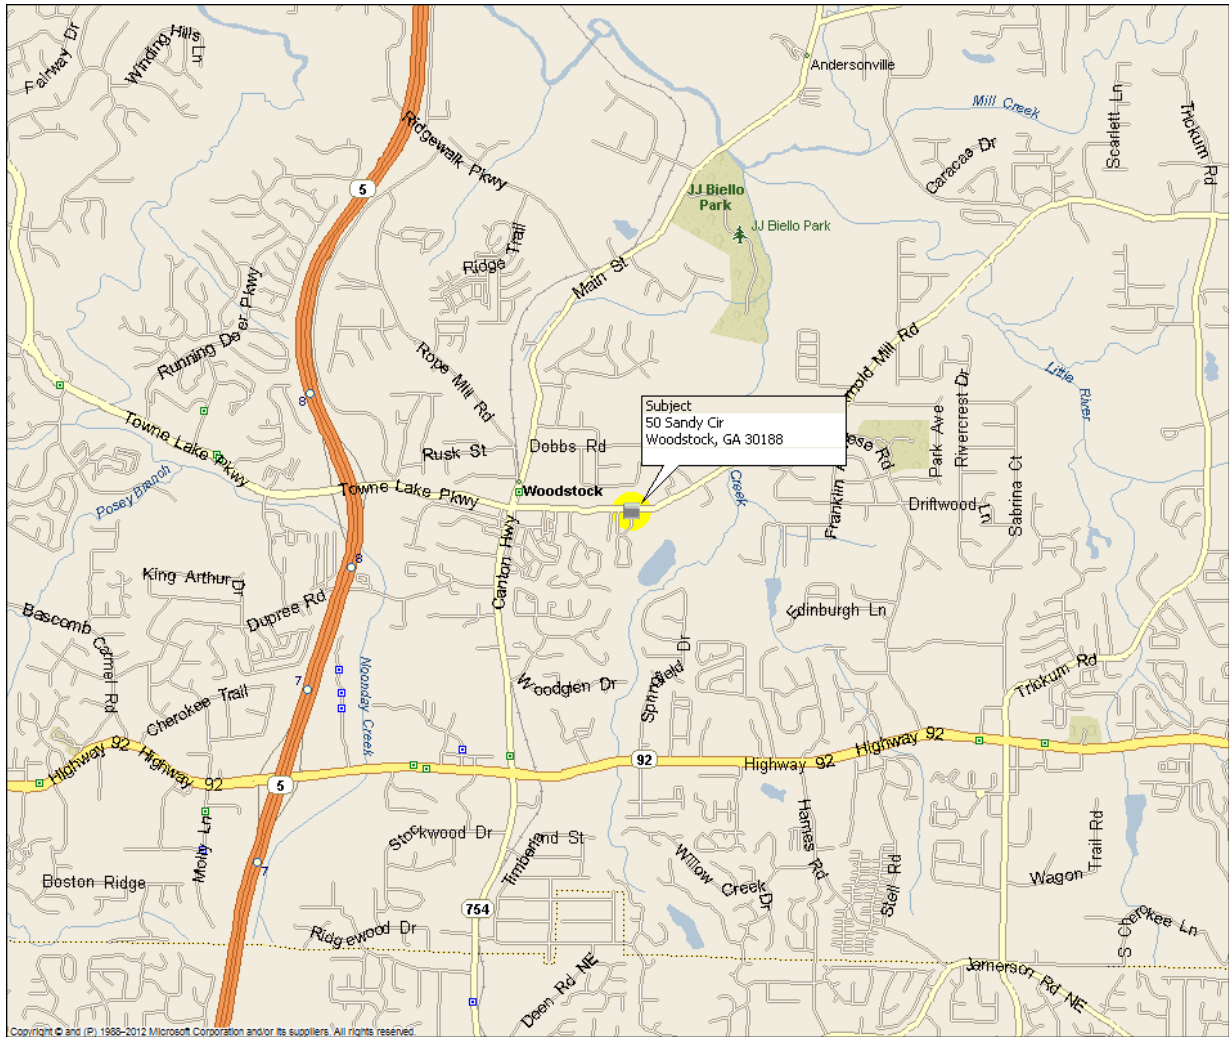 Fairway Dr
Winding Hills Ln
Andersonville
Mill Creek
Scarlett Ln
Trickum Rd
Ridgewalk Pkwy
Caracas Dr
5
JJ Biello
Park
JJ Biello Park
Ridge Trail
Main St
Running Deer Pkwy
Rope Mill Rd
Arnold Mill Rd
Little River
8
Subject
50 Sandy Cir
Woodstock, GA 30188
Park Ave
Rivercrest Dr
Towne Lake Pkwy
Rusk St
Dobbs Rd
Posey Branch
Towne Lake Pkwy
Woodstock
Creek
Franklin
Driftwood Ln
Sabrina Ct
Canton Hwy
8
King Arthur Dr
Dupree Rd
Edinburgh Ln
Bascomb Carmel Rd
Noonday Creek
7
Cherokee Trail
Woodglen Dr
Springfield Dr
Trickum Rd
Highway 92
Highway 92
92
Highway 92
Highway 92
5
Molly Ln
Stockwood Dr
Timberland St
Hames Rd
Trail Rd
7
Boston Ridge
Willow Creek Dr
Stell Rd
Wagon
754
Ridgewood Dr
S Cherokee Ln
Deen Rd NE
Jamerson Rd NE
Copyright © and (P) 1988–2012 Microsoft Corporation and/or its suppliers. All rights reserved.